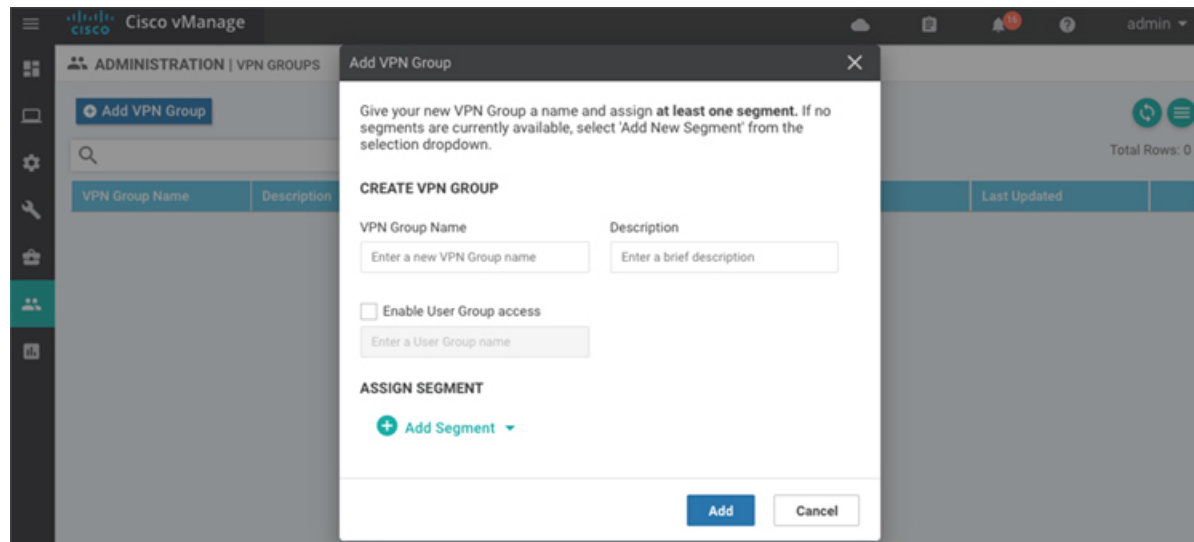 cisco Cisco vManage
16
admin
ADMINISTRATION | VPN GROUPS
Add VPN Group
Total Rows: 0
VPN Group Name Description Last Updated
Add VPN Group
Give your new VPN Group a name and assign at least one segment. If no
segments are currently available, select 'Add New Segment' from the
selection dropdown.
CREATE VPN GROUP
VPN Group Name Description
Enter a new VPN Group name Enter a brief description
Enable User Group access
Enter a User Group name
ASSIGN SEGMENT
Add Segment
Add Cancel